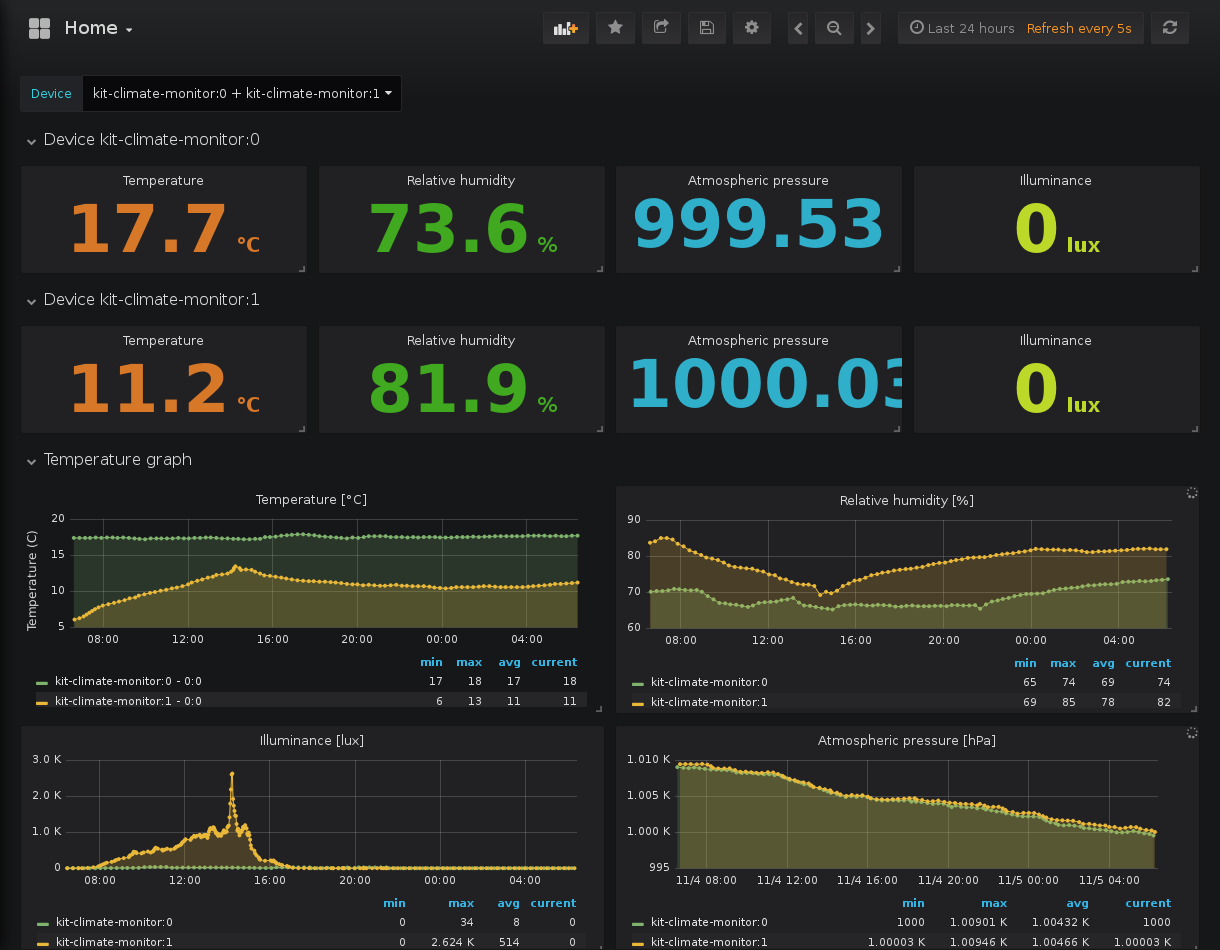 Home
Last 24 hours Refresh every 5s
Device kit-climate-monitor:0 + kit-climate-monitor:1
Device kit-climate-monitor:0
Temperature Relative humidity Atmospheric pressure Illuminance
17.7 °C 73.6 % 999.53 0 lux
Device kit-climate-monitor:1
Temperature Relative humidity Atmospheric pressure Illuminance
11.2 °C 81.9 % 1000.03 0 lux
Temperature graph
Temperature [°C]
Temperature (C)
20
15
10
5
08:00 12:00 16:00 20:00 00:00 04:00
min max avg current
kit-climate-monitor:0 - 0:0 17 18 17 18
kit-climate-monitor:1 - 0:0 6 13 11 11
Relative humidity [%]
90
80
70
60
08:00 12:00 16:00 20:00 00:00 04:00
min max avg current
kit-climate-monitor:0 65 74 69 74
kit-climate-monitor:1 69 85 78 82
Illuminance [lux]
3.0 K
2.0 K
1.0 K
0
08:00 12:00 16:00 20:00 00:00 04:00
min max avg current
kit-climate-monitor:0 0 34 8 0
kit-climate-monitor:1 0 2.624 K 514 0
Atmospheric pressure [hPa]
1.010 K
1.005 K
1.000 K
995
11/4 08:00 11/4 12:00 11/4 16:00 11/4 20:00 11/5 00:00 11/5 04:00
min max avg current
kit-climate-monitor:0 1000 1.00901 K 1.00432 K 1000
kit-climate-monitor:1 1.00003 K 1.00946 K 1.00466 K 1.00003 K